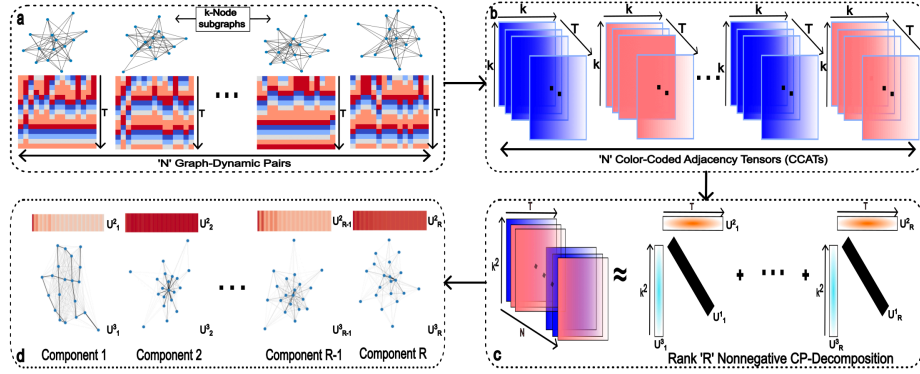 a
k-Node
subgraphs
T
T
T
T
'N' Graph-Dynamic Pairs
b
k
k
T
k
k
T
k
k
T
k
k
T
'N' Color-Coded Adjacency Tensors (CCATs)
T
k²
N
≈
T
U²₁
k²
U³₁
U¹₁
+
+
T
U²R
k²
U³R
U¹R
c
Rank 'R' Nonnegative CP-Decomposition
U²₁
U²₂
U²R-1
U²R
U³₁
U³₂
U³R-1
U³R
d
Component 1
Component 2
Component R-1
Component R